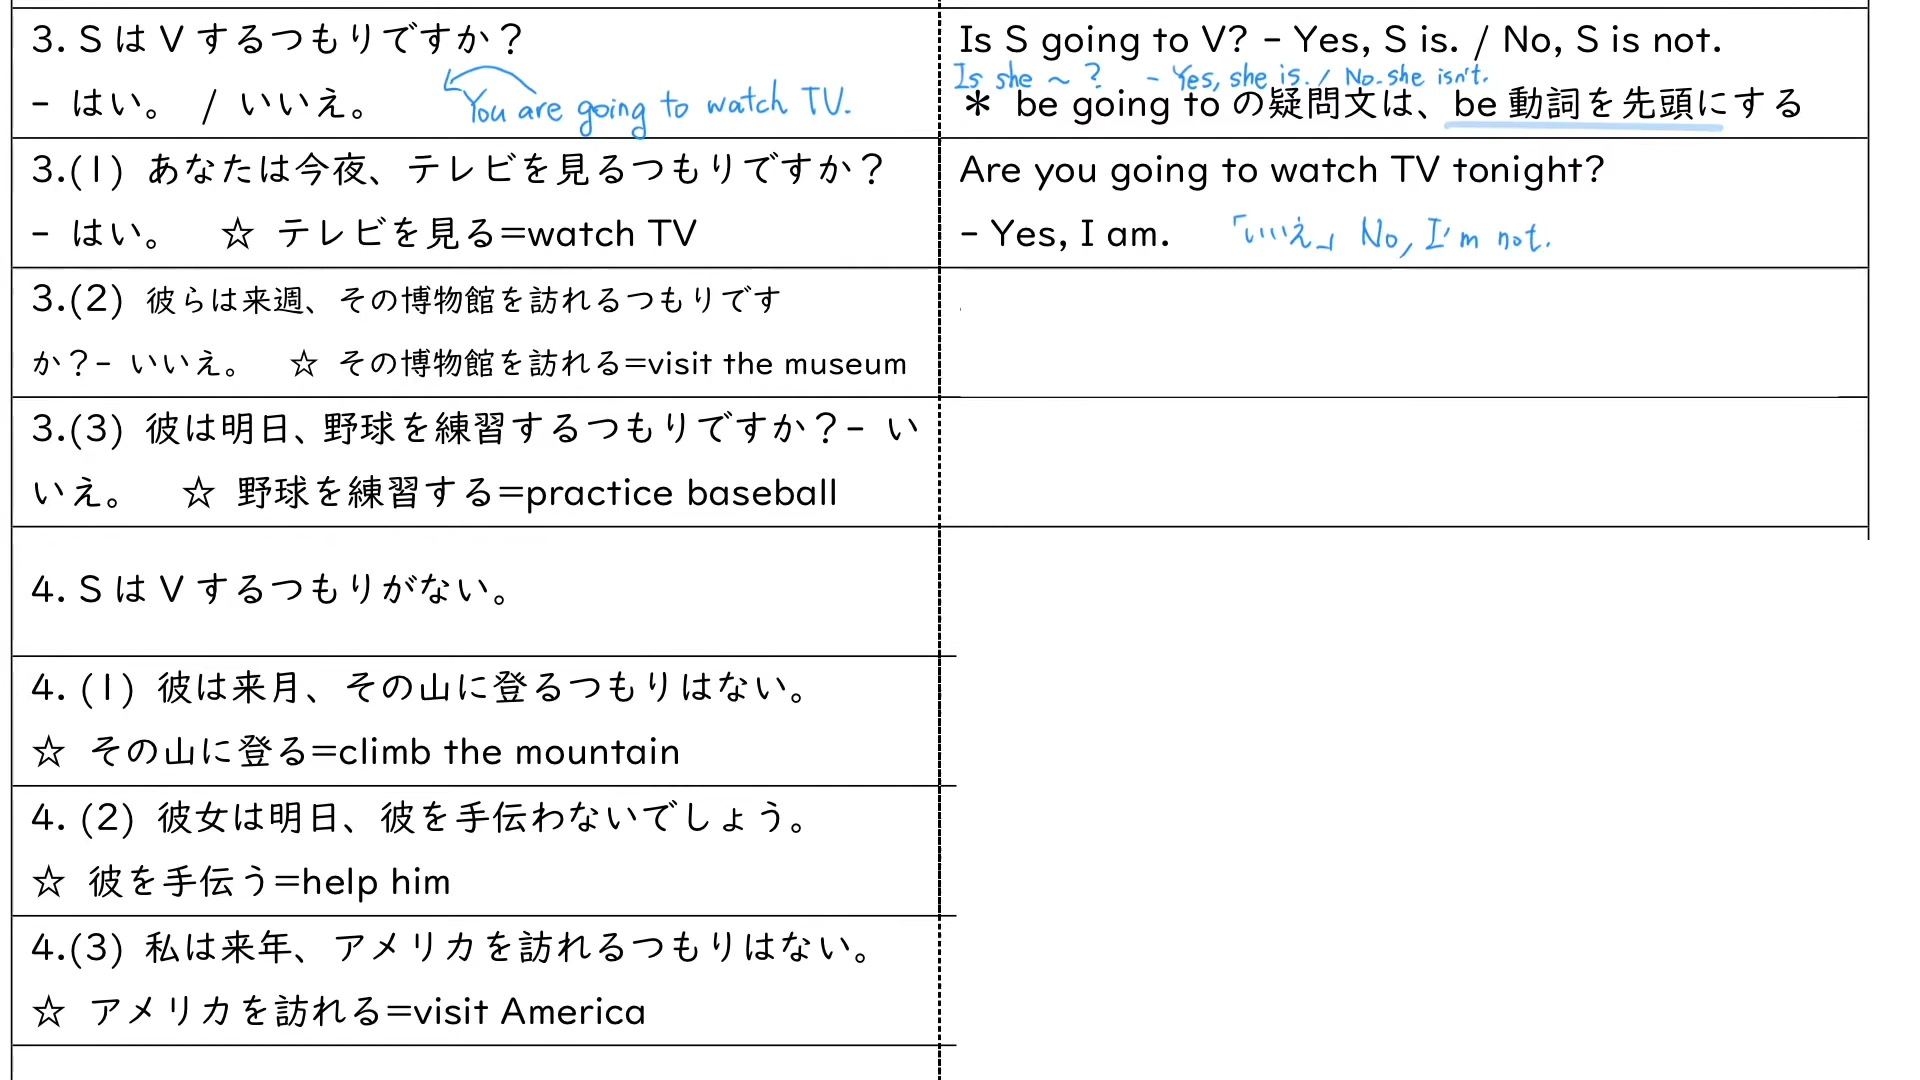 3. S は V するつもりですか？
– はい。 / いいえ。
You are going to watch TV.
Is S going to V? – Yes, S is. / No, S is not.
Is she ~ ? - Yes, she is. / No. she isn't.
＊ be going to の疑問文は、be 動詞を先頭にする
3.(1) あなたは今夜、テレビを見るつもりですか？
– はい。 ☆ テレビを見る=watch TV
Are you going to watch TV tonight?
– Yes, I am. 「いいえ」 No, I'm not.
3.(2) 彼らは来週、その博物館を訪れるつもりです
か？– いいえ。 ☆ その博物館を訪れる=visit the museum
3.(3) 彼は明日、野球を練習するつもりですか？– い
いえ。 ☆ 野球を練習する=practice baseball
4. S は V するつもりがない。
4. (1) 彼は来月、その山に登るつもりはない。
☆ その山に登る=climb the mountain
4. (2) 彼女は明日、彼を手伝わないでしょう。
☆ 彼を手伝う=help him
4.(3) 私は来年、アメリカを訪れるつもりはない。
☆ アメリカを訪れる=visit America